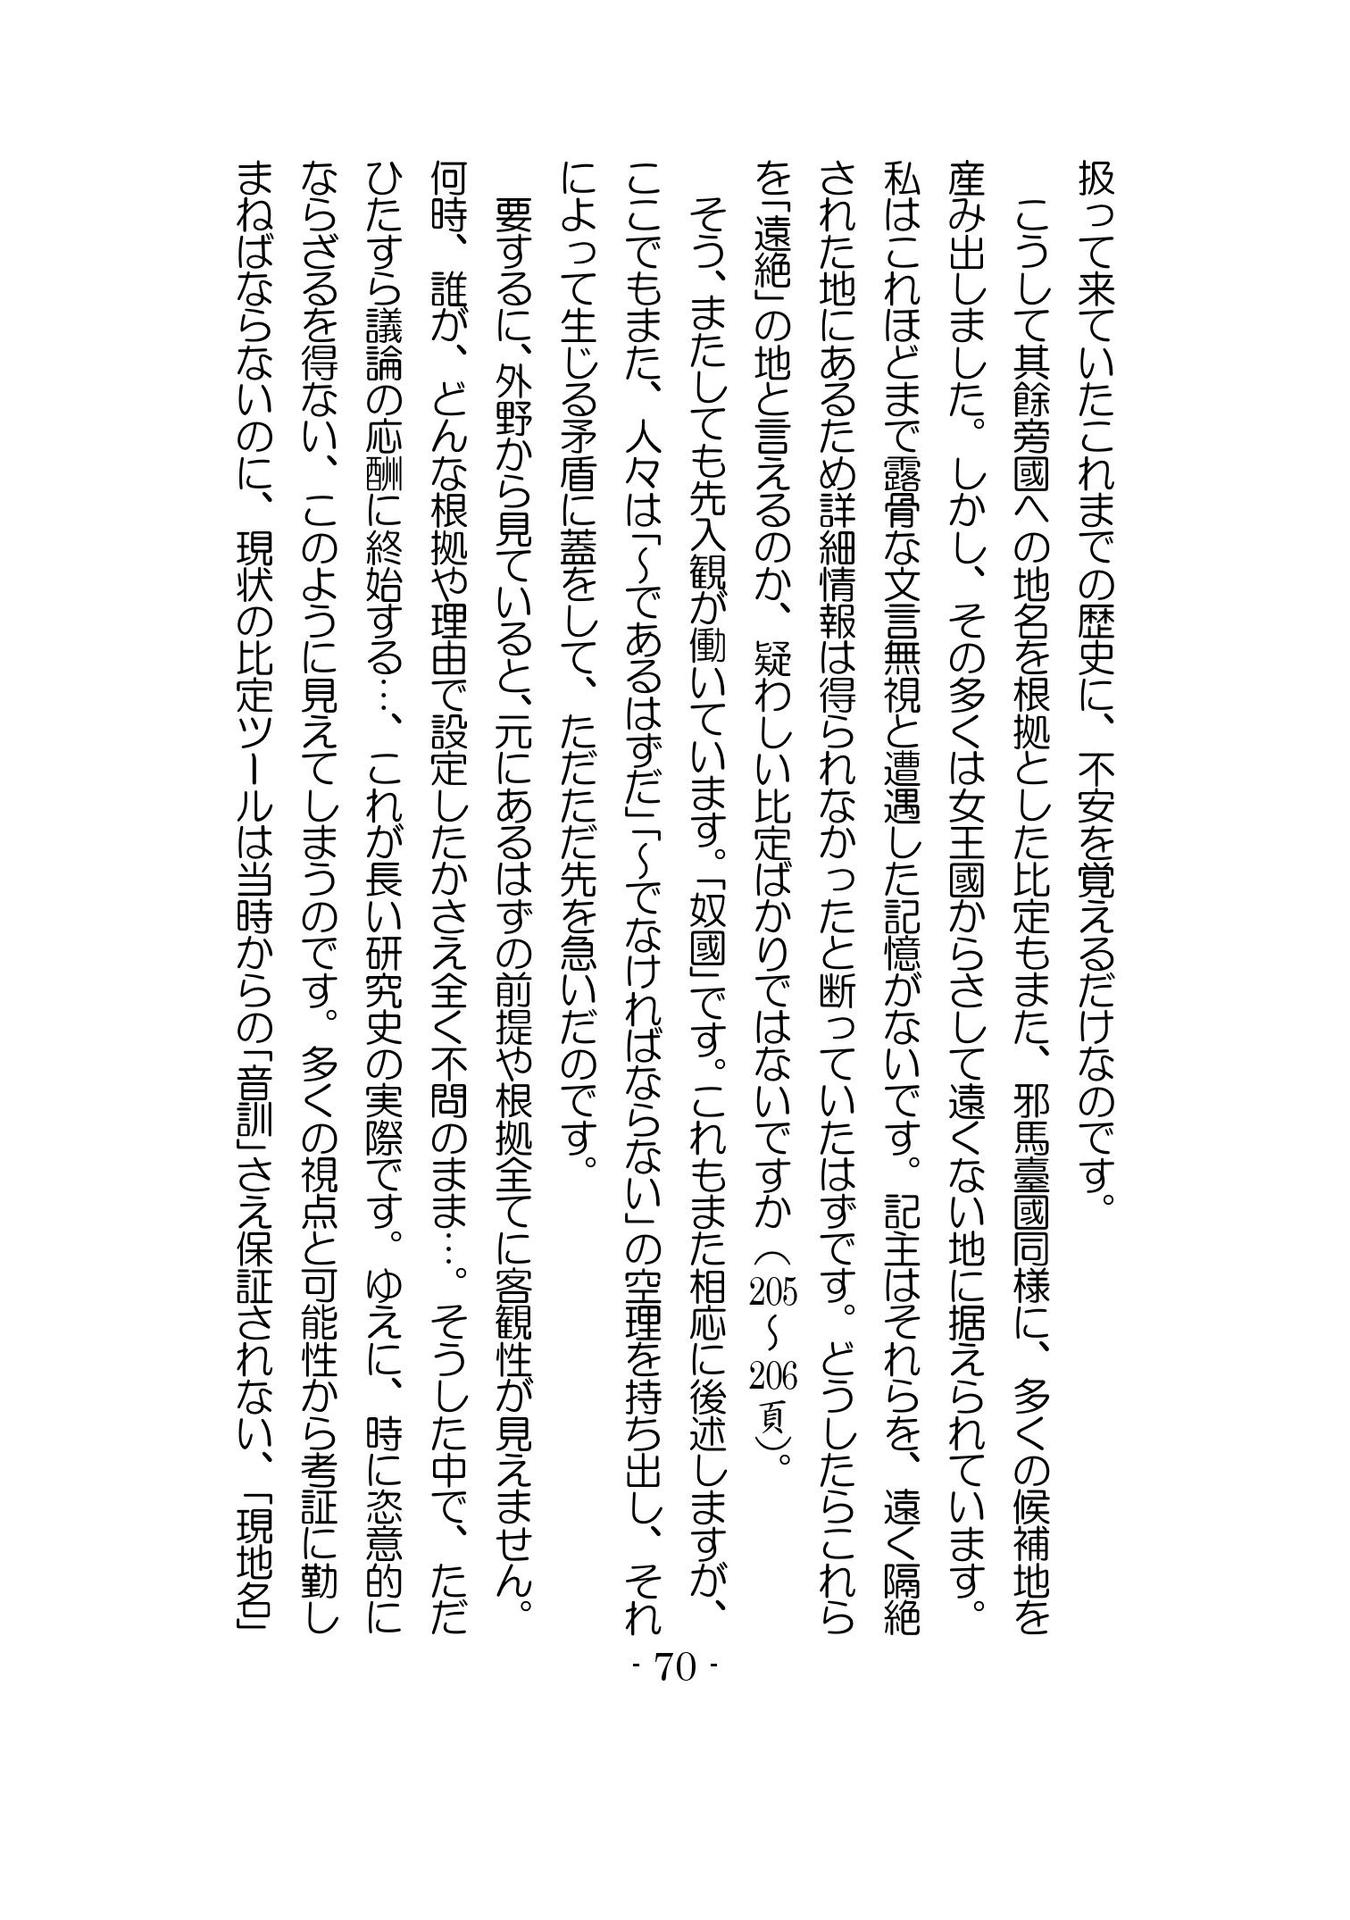 扱って来ていたこれまでの歴史に、不安を覚えるだけなのです。
　こうして其餘旁國への地名を根拠とした比定もまた、邪馬臺國同様に、多くの候補地を
産み出しました。しかし、その多くは女王國からさして遠くない地に据えられています。
私はこれほどまで露骨な文言無視と遭遇した記憶がないです。記主はそれらを、遠く隔絶
された地にあるため詳細情報は得られなかったと断っていたはずです。どうしたらこれら
を「遠絶」の地と言えるのか、疑わしい比定ばかりではないですか（205～206頁）。
　そう、またしても先入観が働いています。「奴國」です。これもまた相応に後述しますが、
ここでもまた、人々は「～であるはずだ」「～でなければならない」の空理を持ち出し、それ
によって生じる矛盾に蓋をして、ただただ先を急いだのです。
　要するに、外野から見ていると、元にあるはずの前提や根拠全てに客観性が見えません。
何時、誰が、どんな根拠や理由で設定したかさえ全く不問のまま…。そうした中で、ただ
ひたすら議論の応酬に終始する…、これが長い研究史の実際です。ゆえに、時に恣意的に
ならざるを得ない、このように見えてしまうのです。多くの視点と可能性から考証に勤し
まねばならないのに、現状の比定ツールは当時からの「音訓」さえ保証されない、「現地名」
- 70 -